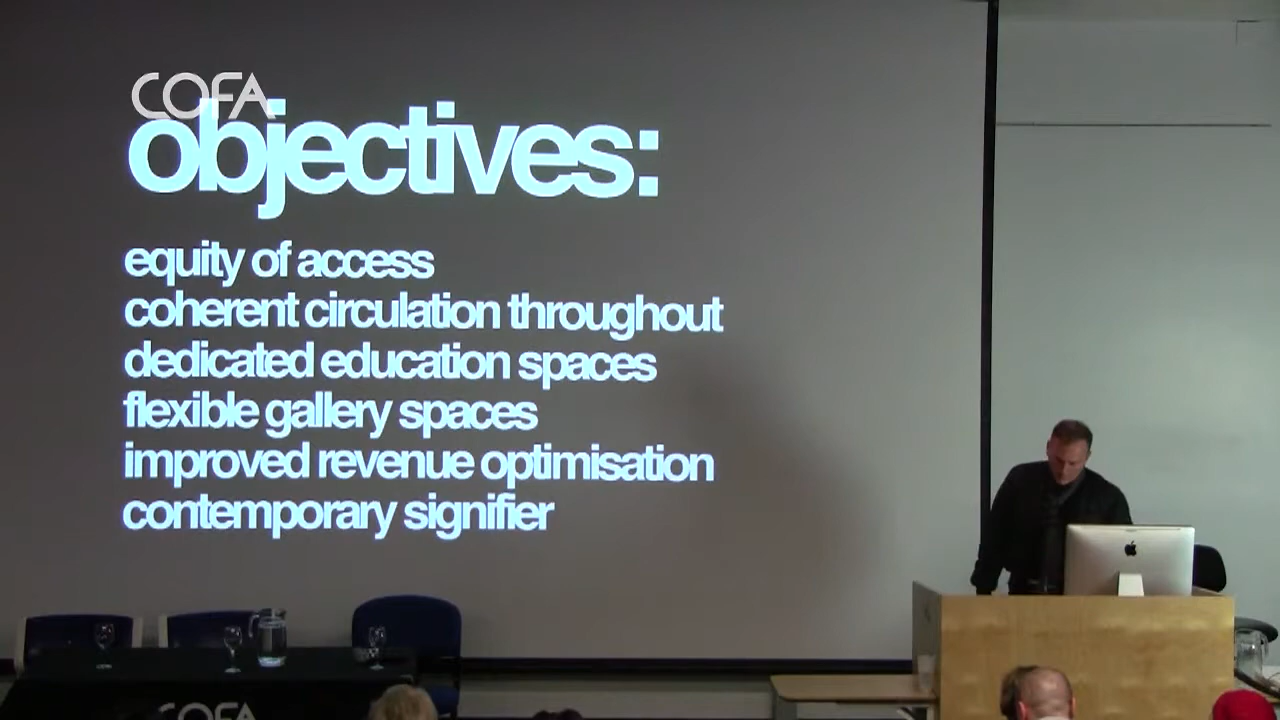 COFA
objectives:
equity of access
coherent circulation throughout
dedicated education spaces
flexible gallery spaces
improved revenue optimisation
contemporary signifier
COFA